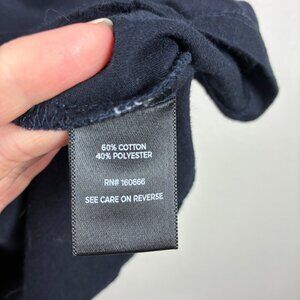 60% COTTON
40% POLYESTER
RN# 160666
SEE CARE ON REVERSE